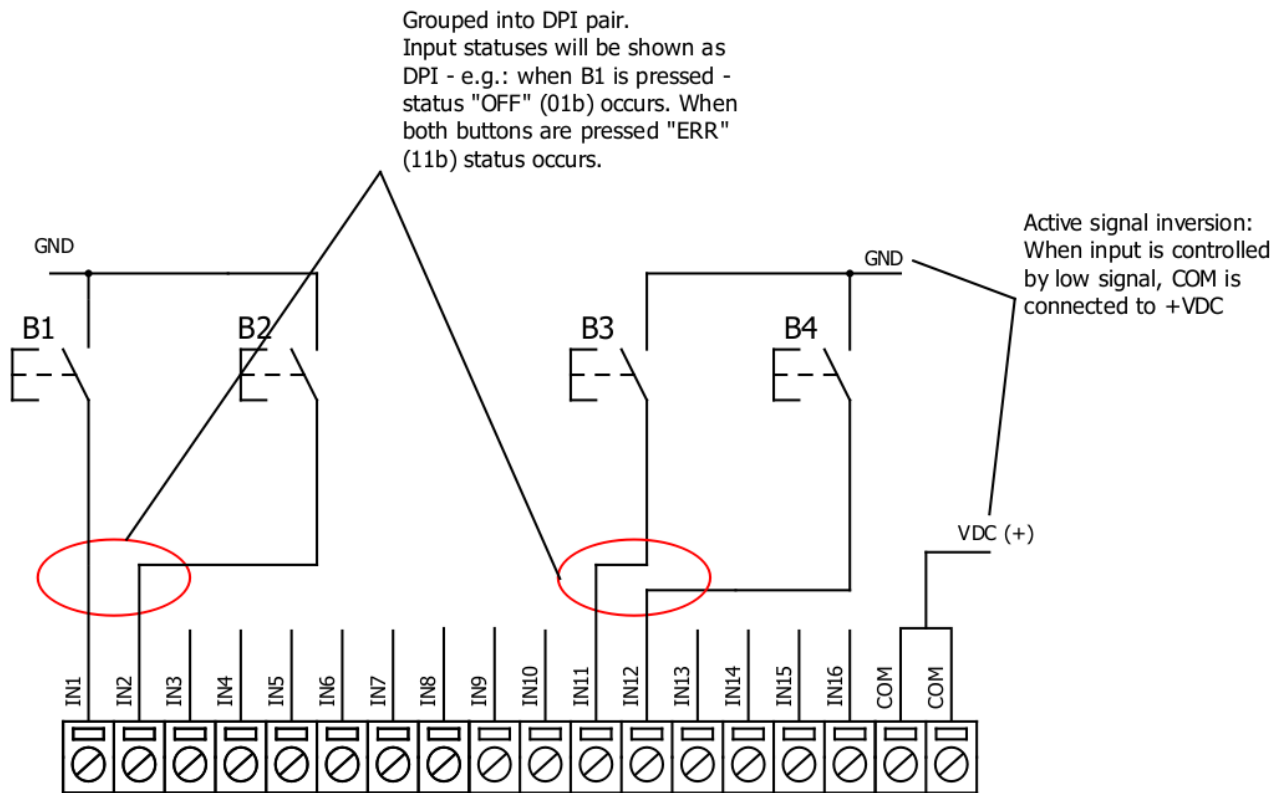 Grouped into DPI pair.
Input statuses will be shown as
DPI - e.g.: when B1 is pressed -
status "OFF" (01b) occurs. When
both buttons are pressed "ERR"
(11b) status occurs.
Active signal inversion:
When input is controlled
by low signal, COM is
connected to +VDC
GND
GND
B1
B2
B3
B4
VDC (+)
IN1
IN2
IN3
IN4
IN5
IN6
IN7
IN8
IN9
IN10
IN11
IN12
IN13
IN14
IN15
IN16
COM
COM